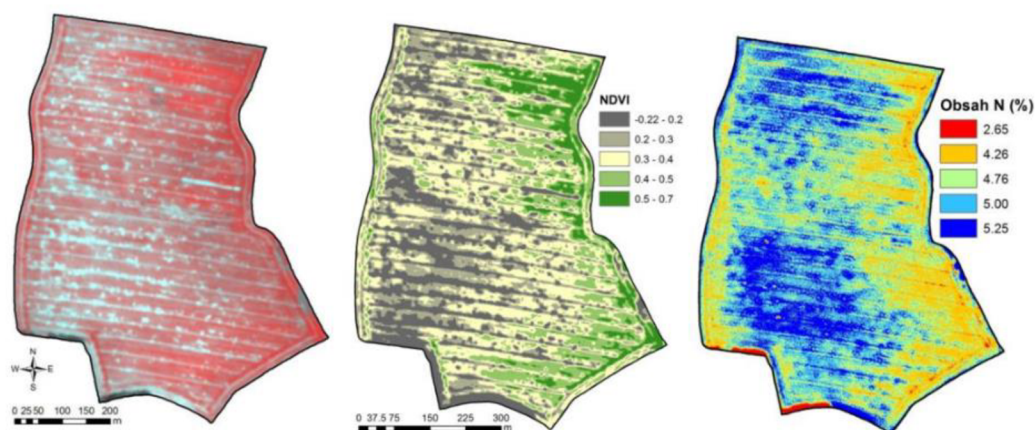 N
W E
S
0 25 50 100 150 200
m
NDVI
-0.22 - 0.2
0.2 - 0.3
0.3 - 0.4
0.4 - 0.5
0.5 - 0.7
0 37.5 75 150 225 300
m
Obsah N (%)
2.65
4.26
4.76
5.00
5.25